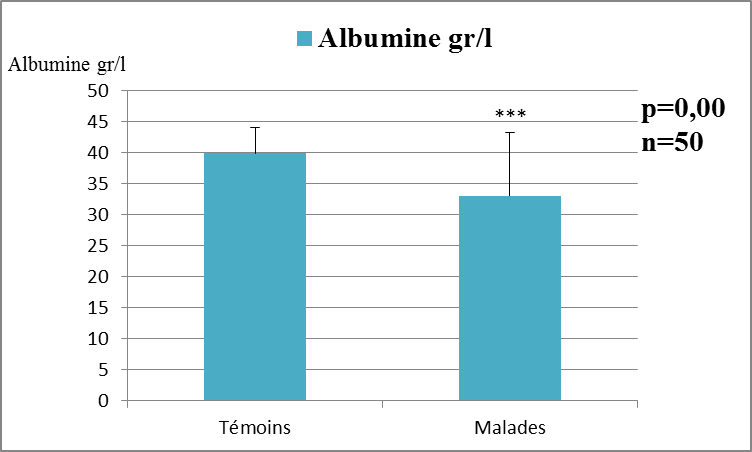 Albumine gr/l
Albumine gr/l
50
45
40
35
30
25
20
15
10
5
0
***
p=0,00
n=50
Témoins
Malades